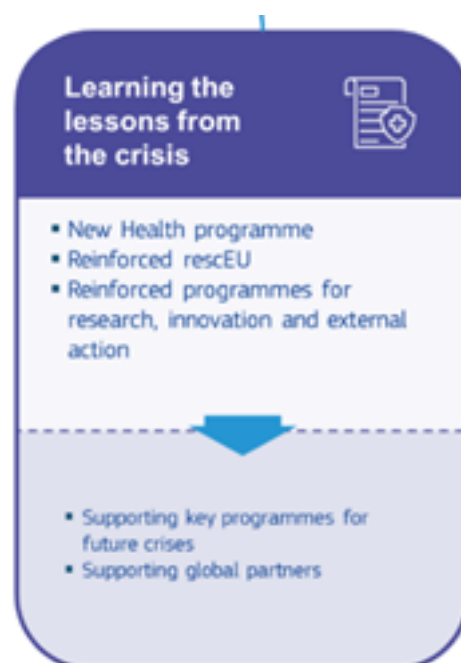 Learning the
lessons from
the crisis
▪ New Health programme
▪ Reinforced rescEU
▪ Reinforced programmes for
research, innovation and external
action
▪ Supporting key programmes for
future crises
▪ Supporting global partners